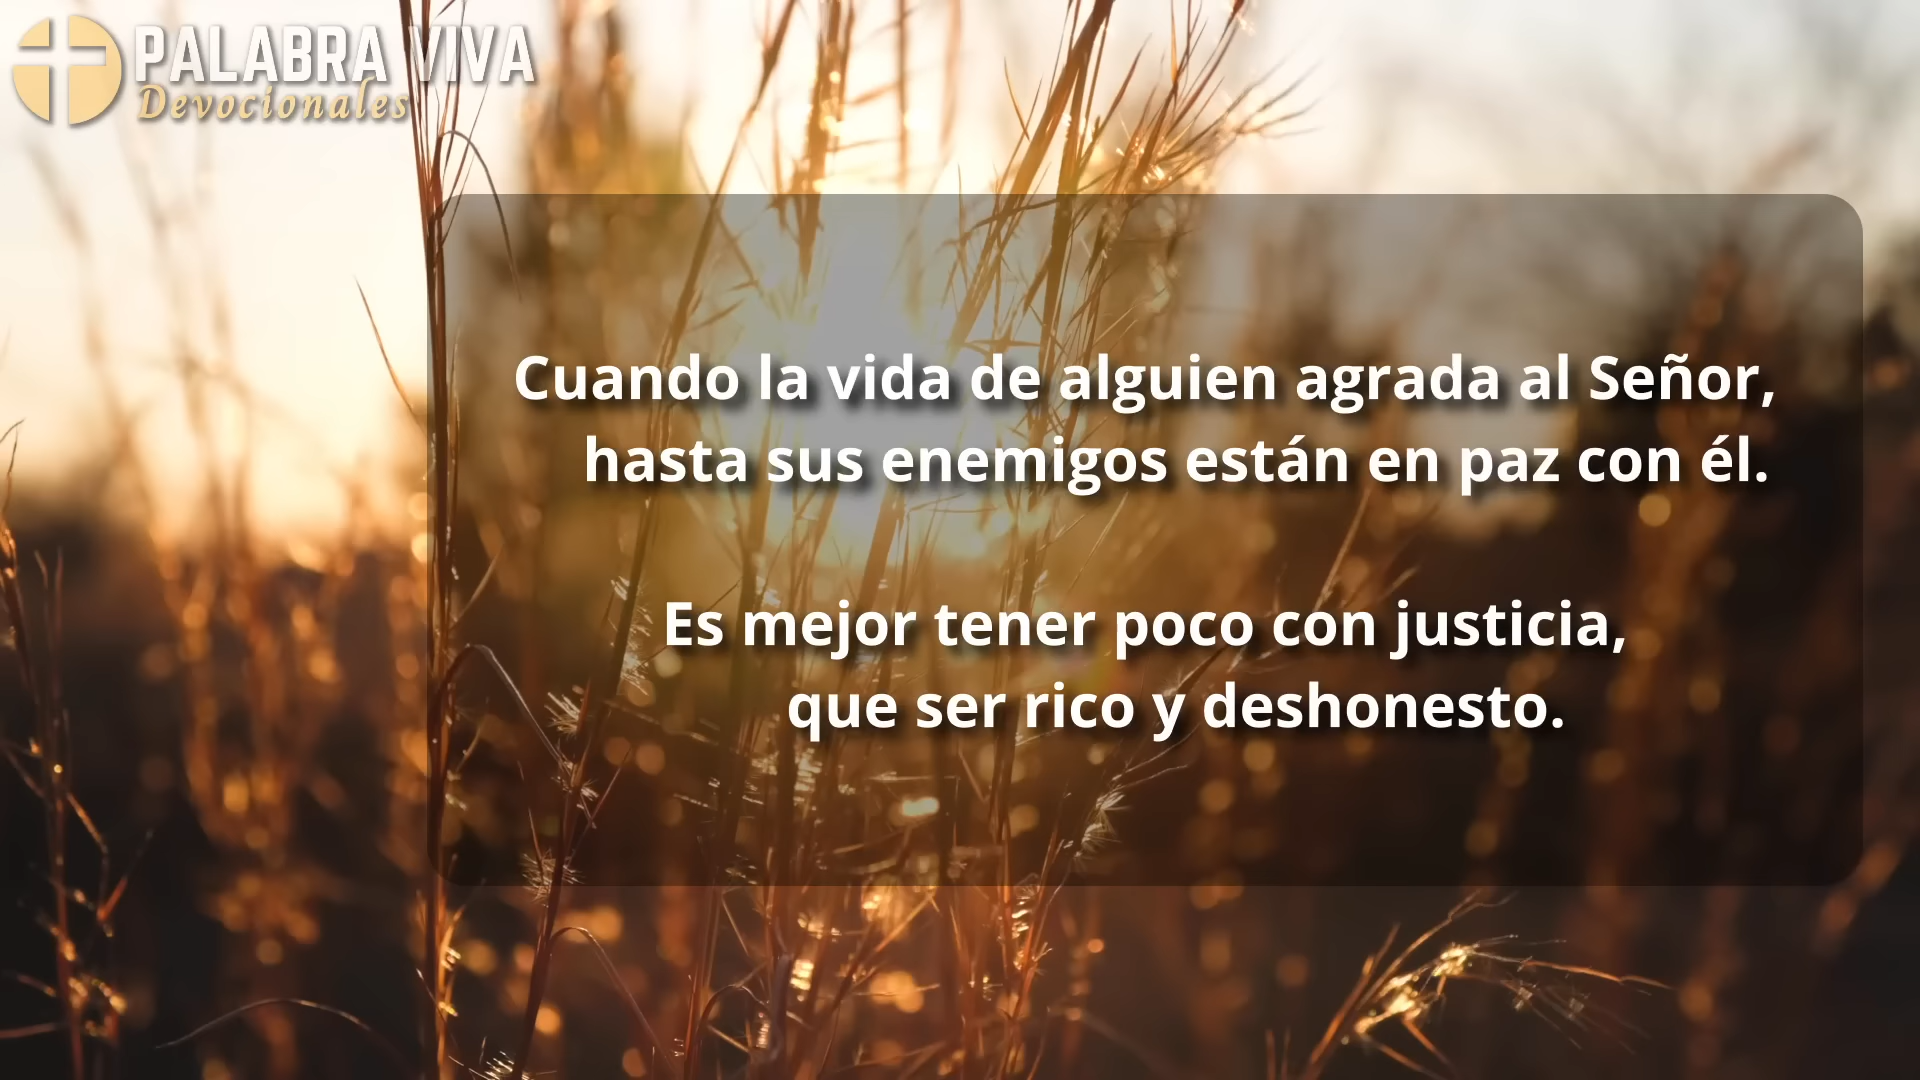 PALABRA VIVA
Devocionales
Cuando la vida de alguien agrada al Señor,
hasta sus enemigos están en paz con él.
Es mejor tener poco con justicia,
que ser rico y deshonesto.